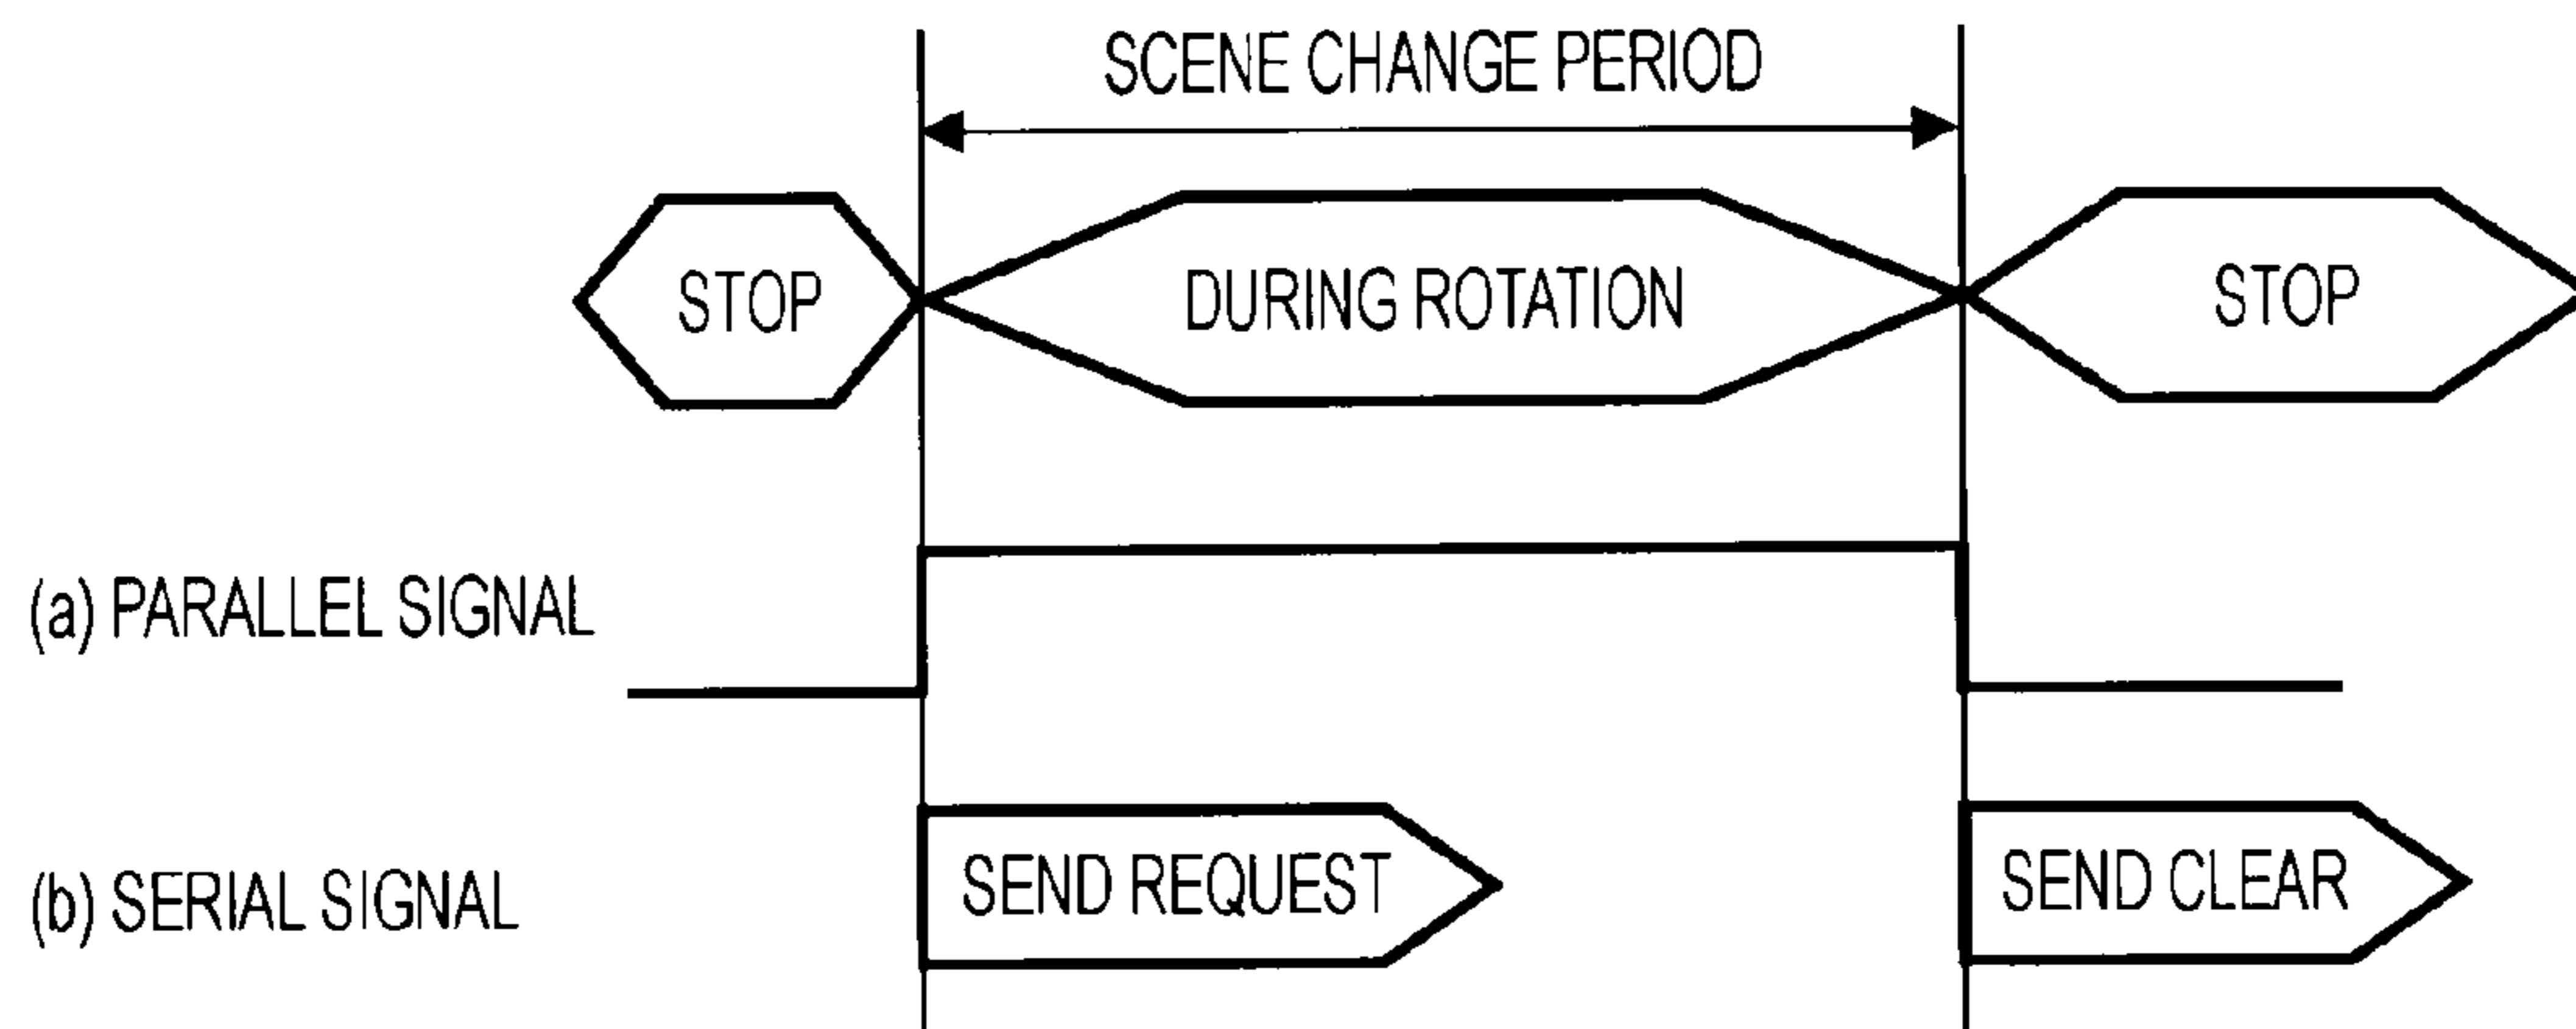 SCENE CHANGE PERIOD
STOP
DURING ROTATION
STOP
(a) PARALLEL SIGNAL
(b) SERIAL SIGNAL
SEND REQUEST
SEND CLEAR